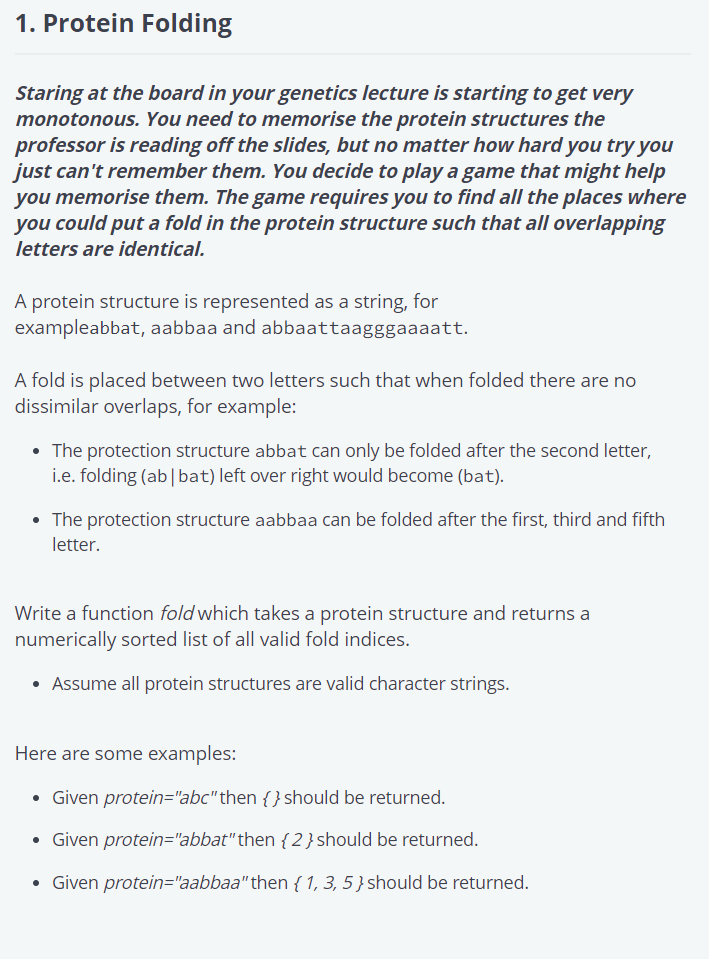 1. Protein Folding
Staring at the board in your genetics lecture is starting to get very
monotonous. You need to memorise the protein structures the
professor is reading off the slides, but no matter how hard you try you
just can't remember them. You decide to play a game that might help
you memorise them. The game requires you to find all the places where
you could put a fold in the protein structure such that all overlapping
letters are identical.
A protein structure is represented as a string, for
exampleabbat, aabbaa and abbaattaagggaaaatt.
A fold is placed between two letters such that when folded there are no
dissimilar overlaps, for example:
• The protection structure abbat can only be folded after the second letter,
i.e. folding (ab|bat) left over right would become (bat).
• The protection structure aabbaa can be folded after the first, third and fifth
letter.
Write a function fold which takes a protein structure and returns a
numerically sorted list of all valid fold indices.
• Assume all protein structures are valid character strings.
Here are some examples:
• Given protein="abc" then { } should be returned.
• Given protein="abbat" then { 2 } should be returned.
• Given protein="aabbaa" then { 1, 3, 5 } should be returned.